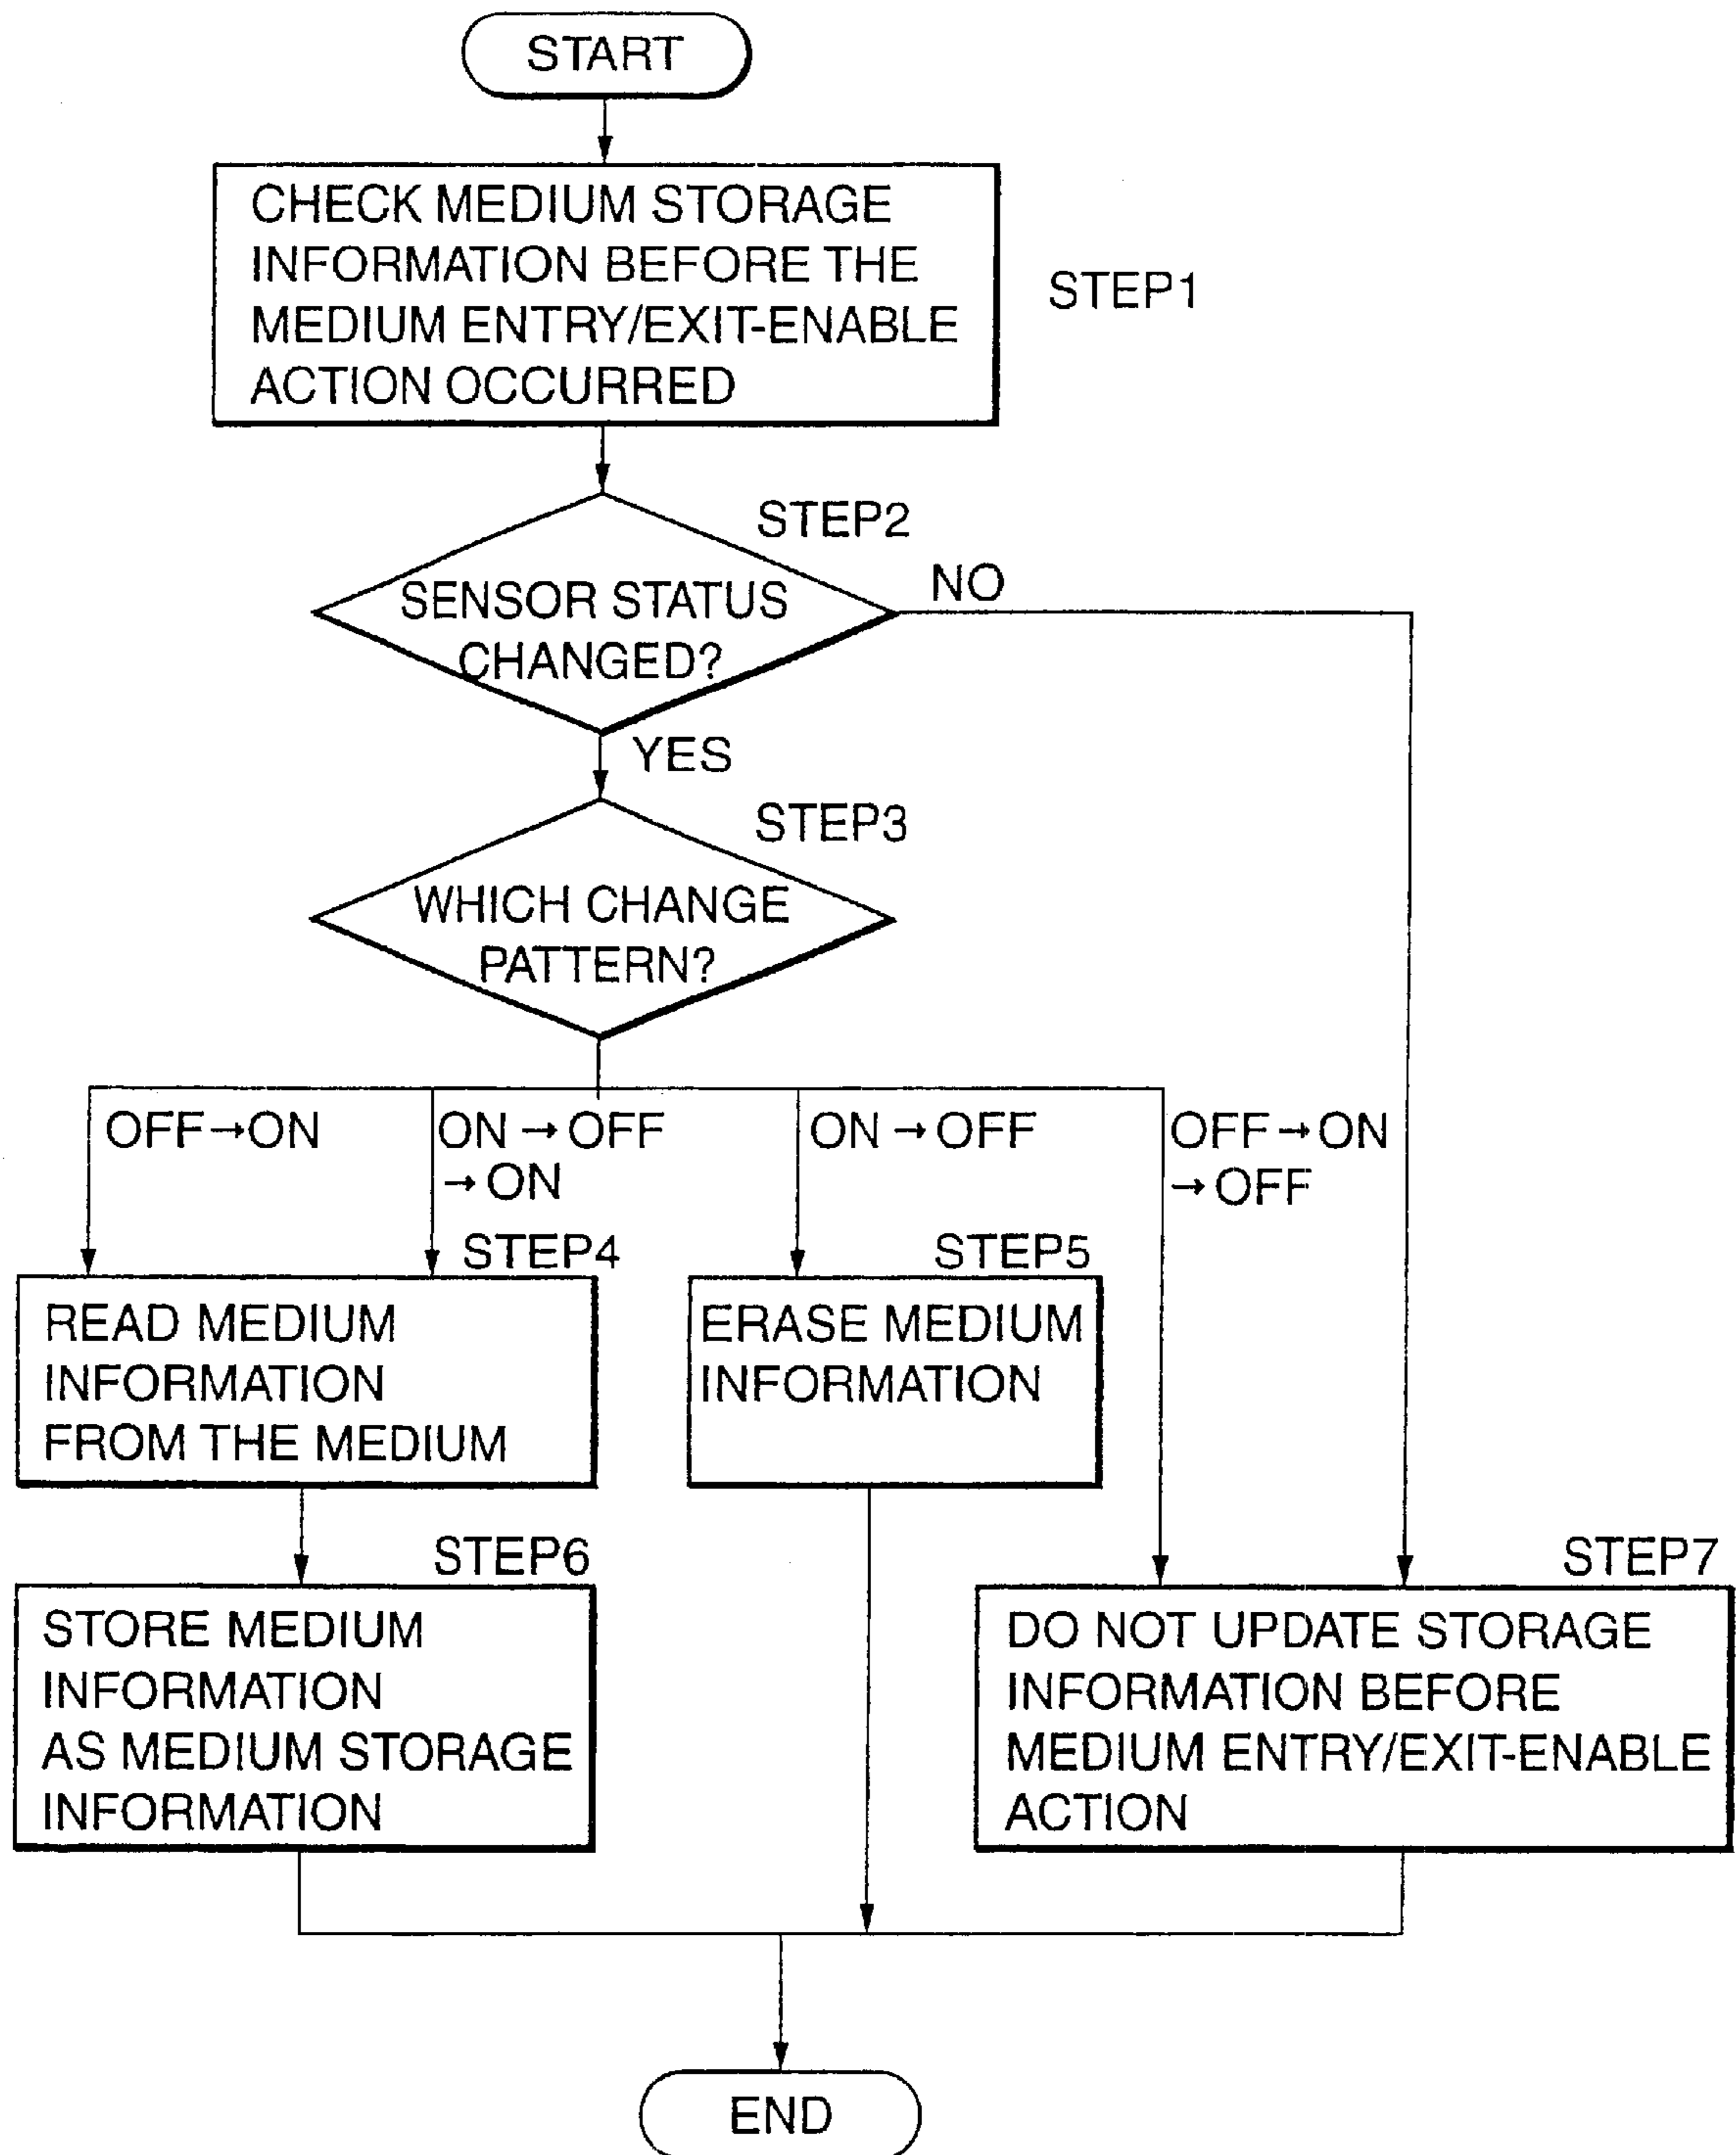 START
CHECK MEDIUM STORAGE
INFORMATION BEFORE THE
MEDIUM ENTRY/EXIT-ENABLE
ACTION OCCURRED
STEP1
STEP2
SENSOR STATUS
CHANGED?
NO
YES
STEP3
WHICH CHANGE
PATTERN?
OFF→ON
ON→OFF
→ON
ON→OFF
OFF→ON
→OFF
STEP4
READ MEDIUM
INFORMATION
FROM THE MEDIUM
STEP5
ERASE MEDIUM
INFORMATION
STEP6
STORE MEDIUM
INFORMATION
AS MEDIUM STORAGE
INFORMATION
STEP7
DO NOT UPDATE STORAGE
INFORMATION BEFORE
MEDIUM ENTRY/EXIT-ENABLE
ACTION
END